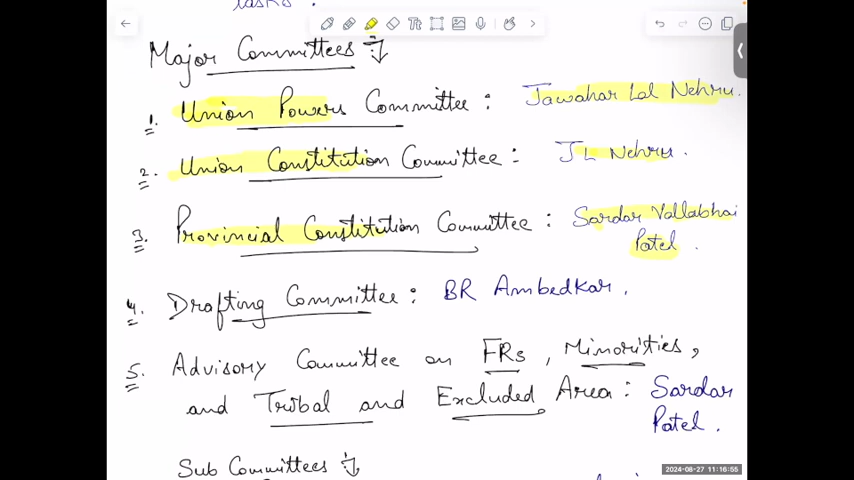 tasks.
Major Committees
1. Union Powers Committee : Jawahar Lal Nehru.
2. Union Constitution Committee : JL Nehru.
3. Provincial Constitution Committee : Sardar Vallabhai
Patel.
4. Drafting Committee : BR Ambedkar.
5. Advisory Committee on FRs, Minorities,
and Tribal and Excluded Area : Sardar
Patel.
Sub Committees
2024-08-27 11:16:55